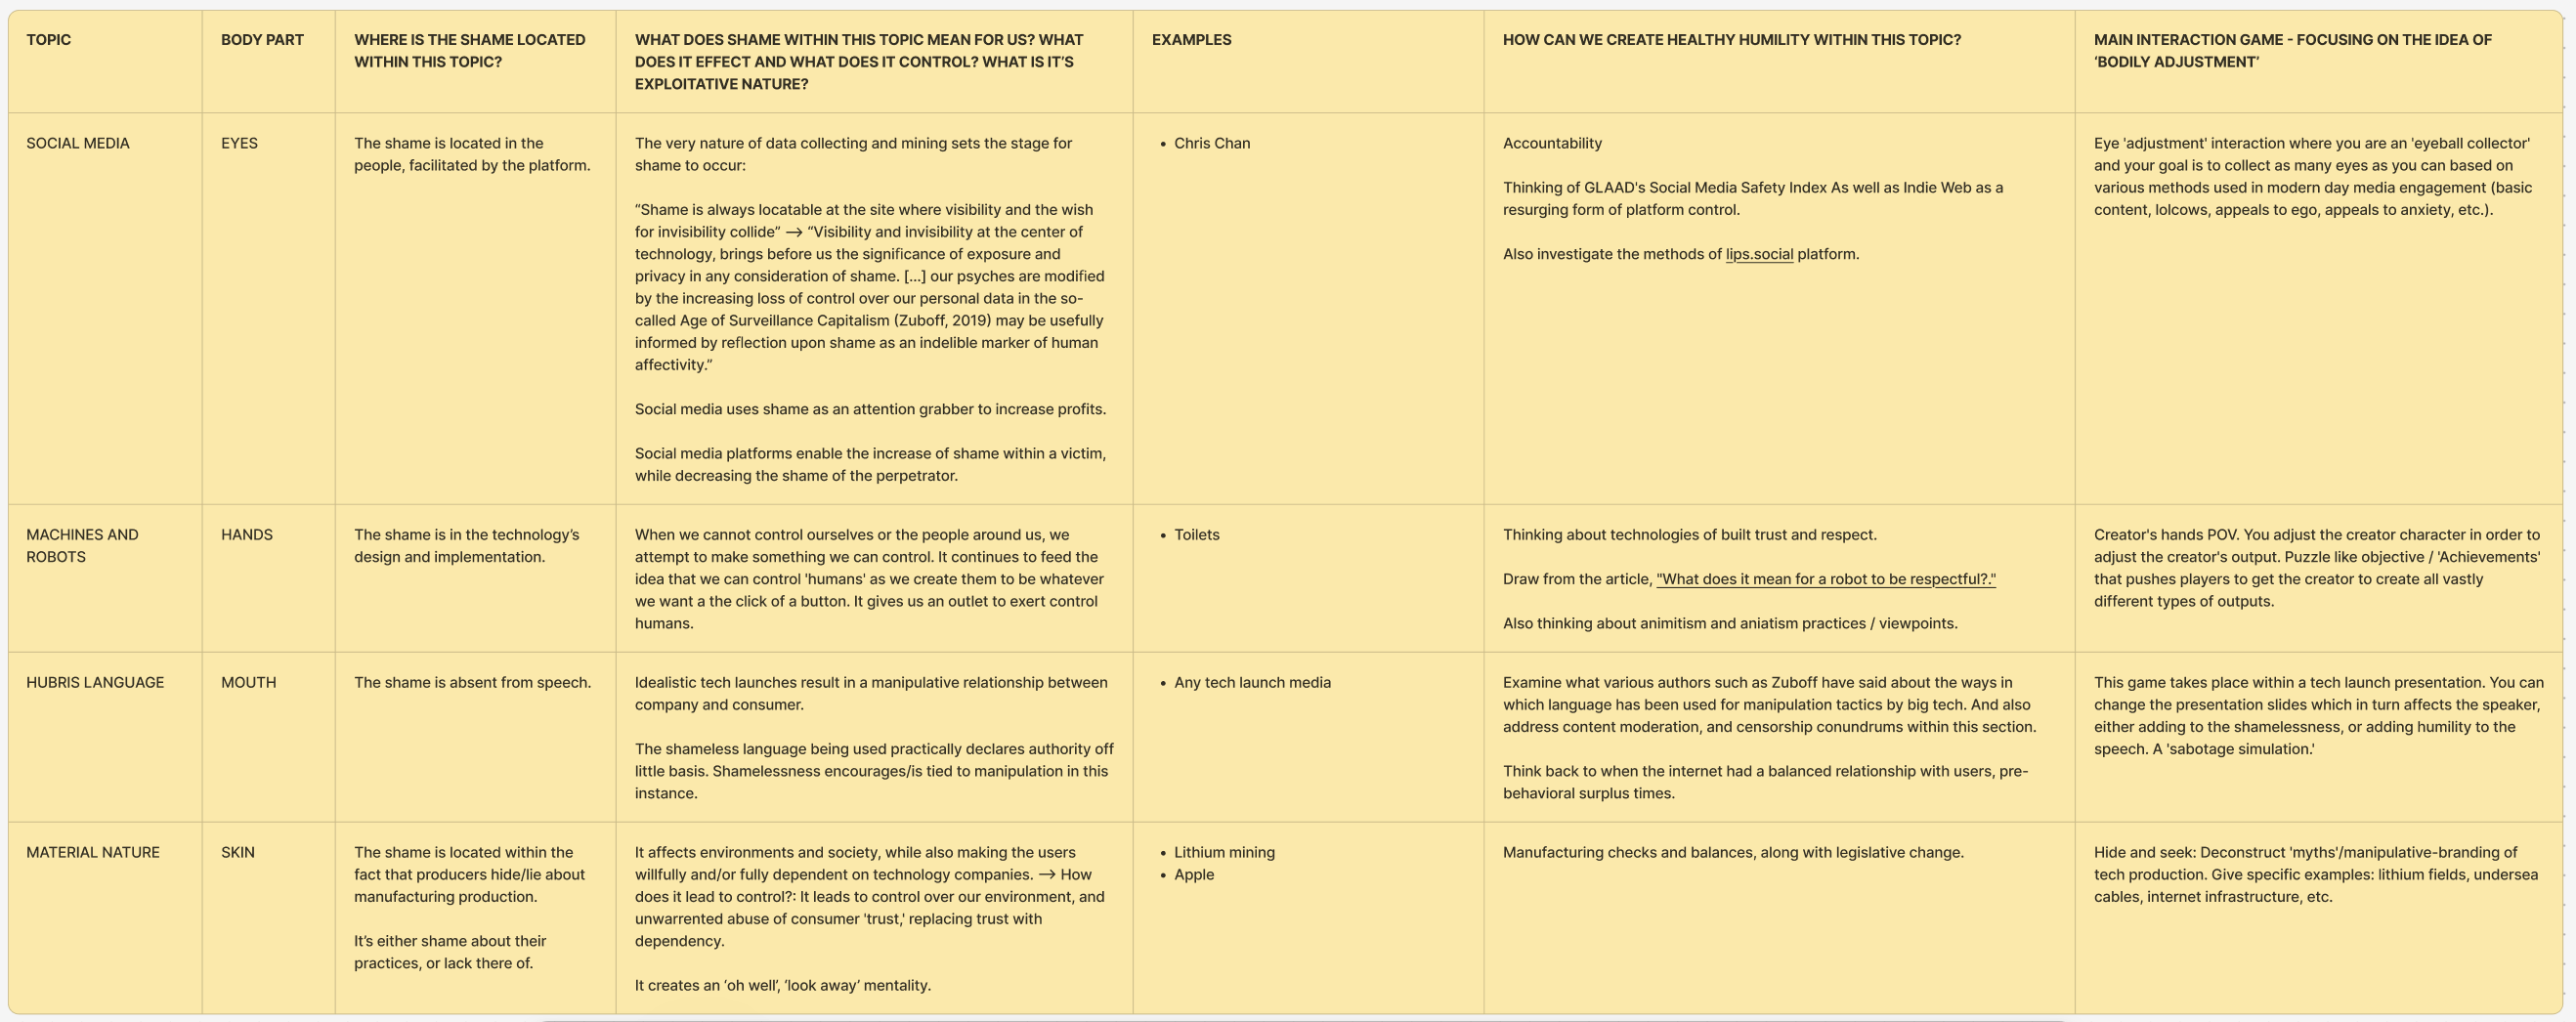 TOPIC
BODY PART
WHERE IS THE SHAME LOCATED
WITHIN THIS TOPIC?
WHAT DOES SHAME WITHIN THIS TOPIC MEAN FOR US? WHAT
DOES IT EFFECT AND WHAT DOES IT CONTROL? WHAT IS IT’S
EXPLOITATIVE NATURE?
EXAMPLES
HOW CAN WE CREATE HEALTHY HUMILITY WITHIN THIS TOPIC?
MAIN INTERACTION GAME - FOCUSING ON THE IDEA OF
‘BODILY ADJUSTMENT’
SOCIAL MEDIA
EYES
The shame is located in the
people, facilitated by the platform.
The very nature of data collecting and mining sets the stage for
shame to occur:
“Shame is always locatable at the site where visibility and the wish
for invisibility collide” → “Visibility and invisibility at the center of
technology, brings before us the significance of exposure and
privacy in any consideration of shame. [...] our psyches are modified
by the increasing loss of control over our personal data in the so-
called Age of Surveillance Capitalism (Zuboff, 2019) may be usefully
informed by reflection upon shame as an indelible marker of human
affectivity.”
Social media uses shame as an attention grabber to increase profits.
Social media platforms enable the increase of shame within a victim,
while decreasing the shame of the perpetrator.
• Chris Chan
Accountability
Thinking of GLAAD's Social Media Safety Index As well as Indie Web as a
resurging form of platform control.
Also investigate the methods of lips.social platform.
Eye 'adjustment' interaction where you are an 'eyeball collector'
and your goal is to collect as many eyes as you can based on
various methods used in modern day media engagement (basic
content, lolcows, appeals to ego, appeals to anxiety, etc.).
MACHINES AND
ROBOTS
HANDS
The shame is in the technology’s
design and implementation.
When we cannot control ourselves or the people around us, we
attempt to make something we can control. It continues to feed the
idea that we can control 'humans' as we create them to be whatever
we want a the click of a button. It gives us an outlet to exert control
humans.
• Toilets
Thinking about technologies of built trust and respect.
Draw from the article, "What does it mean for a robot to be respectful?."
Also thinking about animitism and aniatism practices / viewpoints.
Creator's hands POV. You adjust the creator character in order to
adjust the creator's output. Puzzle like objective / 'Achievements'
that pushes players to get the creator to create all vastly
different types of outputs.
HUBRIS LANGUAGE
MOUTH
The shame is absent from speech.
Idealistic tech launches result in a manipulative relationship between
company and consumer.
The shameless language being used practically declares authority off
little basis. Shamelessness encourages/is tied to manipulation in this
instance.
• Any tech launch media
Examine what various authors such as Zuboff have said about the ways in
which language has been used for manipulation tactics by big tech. And also
address content moderation, and censorship conundrums within this section.
Think back to when the internet had a balanced relationship with users, pre-
behavioral surplus times.
This game takes place within a tech launch presentation. You can
change the presentation slides which in turn affects the speaker,
either adding to the shamelessness, or adding humility to the
speech. A 'sabotage simulation.'
MATERIAL NATURE
SKIN
The shame is located within the
fact that producers hide/lie about
manufacturing production.
It’s either shame about their
practices, or lack there of.
It affects environments and society, while also making the users
willfully and/or fully dependent on technology companies. → How
does it lead to control?: It leads to control over our environment, and
unwarrented abuse of consumer 'trust,' replacing trust with
dependency.
It creates an ‘oh well’, ‘look away’ mentality.
• Lithium mining
• Apple
Manufacturing checks and balances, along with legislative change.
Hide and seek: Deconstruct 'myths'/manipulative-branding of
tech production. Give specific examples: lithium fields, undersea
cables, internet infrastructure, etc.